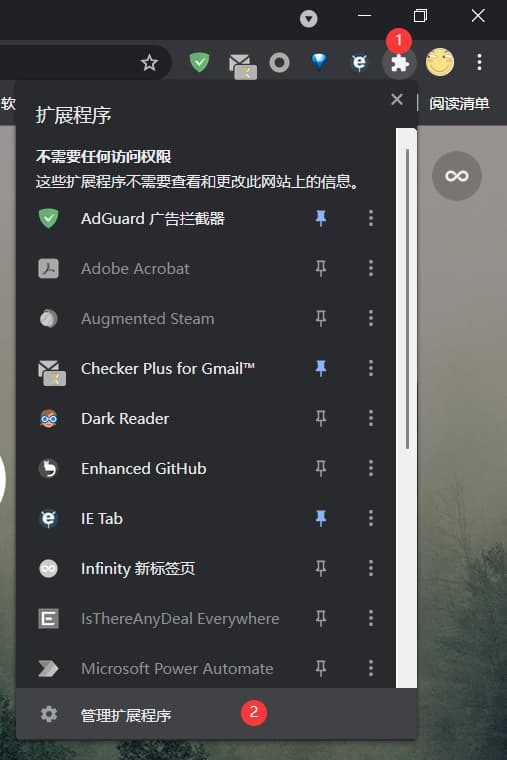 1
软
阅读清单
扩展程序
不需要任何访问权限
这些扩展程序不需要查看和更改此网站上的信息。
AdGuard 广告拦截器
Adobe Acrobat
Augmented Steam
Checker Plus for Gmail™
Dark Reader
Enhanced GitHub
IE Tab
Infinity 新标签页
IsThereAnyDeal Everywhere
Microsoft Power Automate
管理扩展程序 2